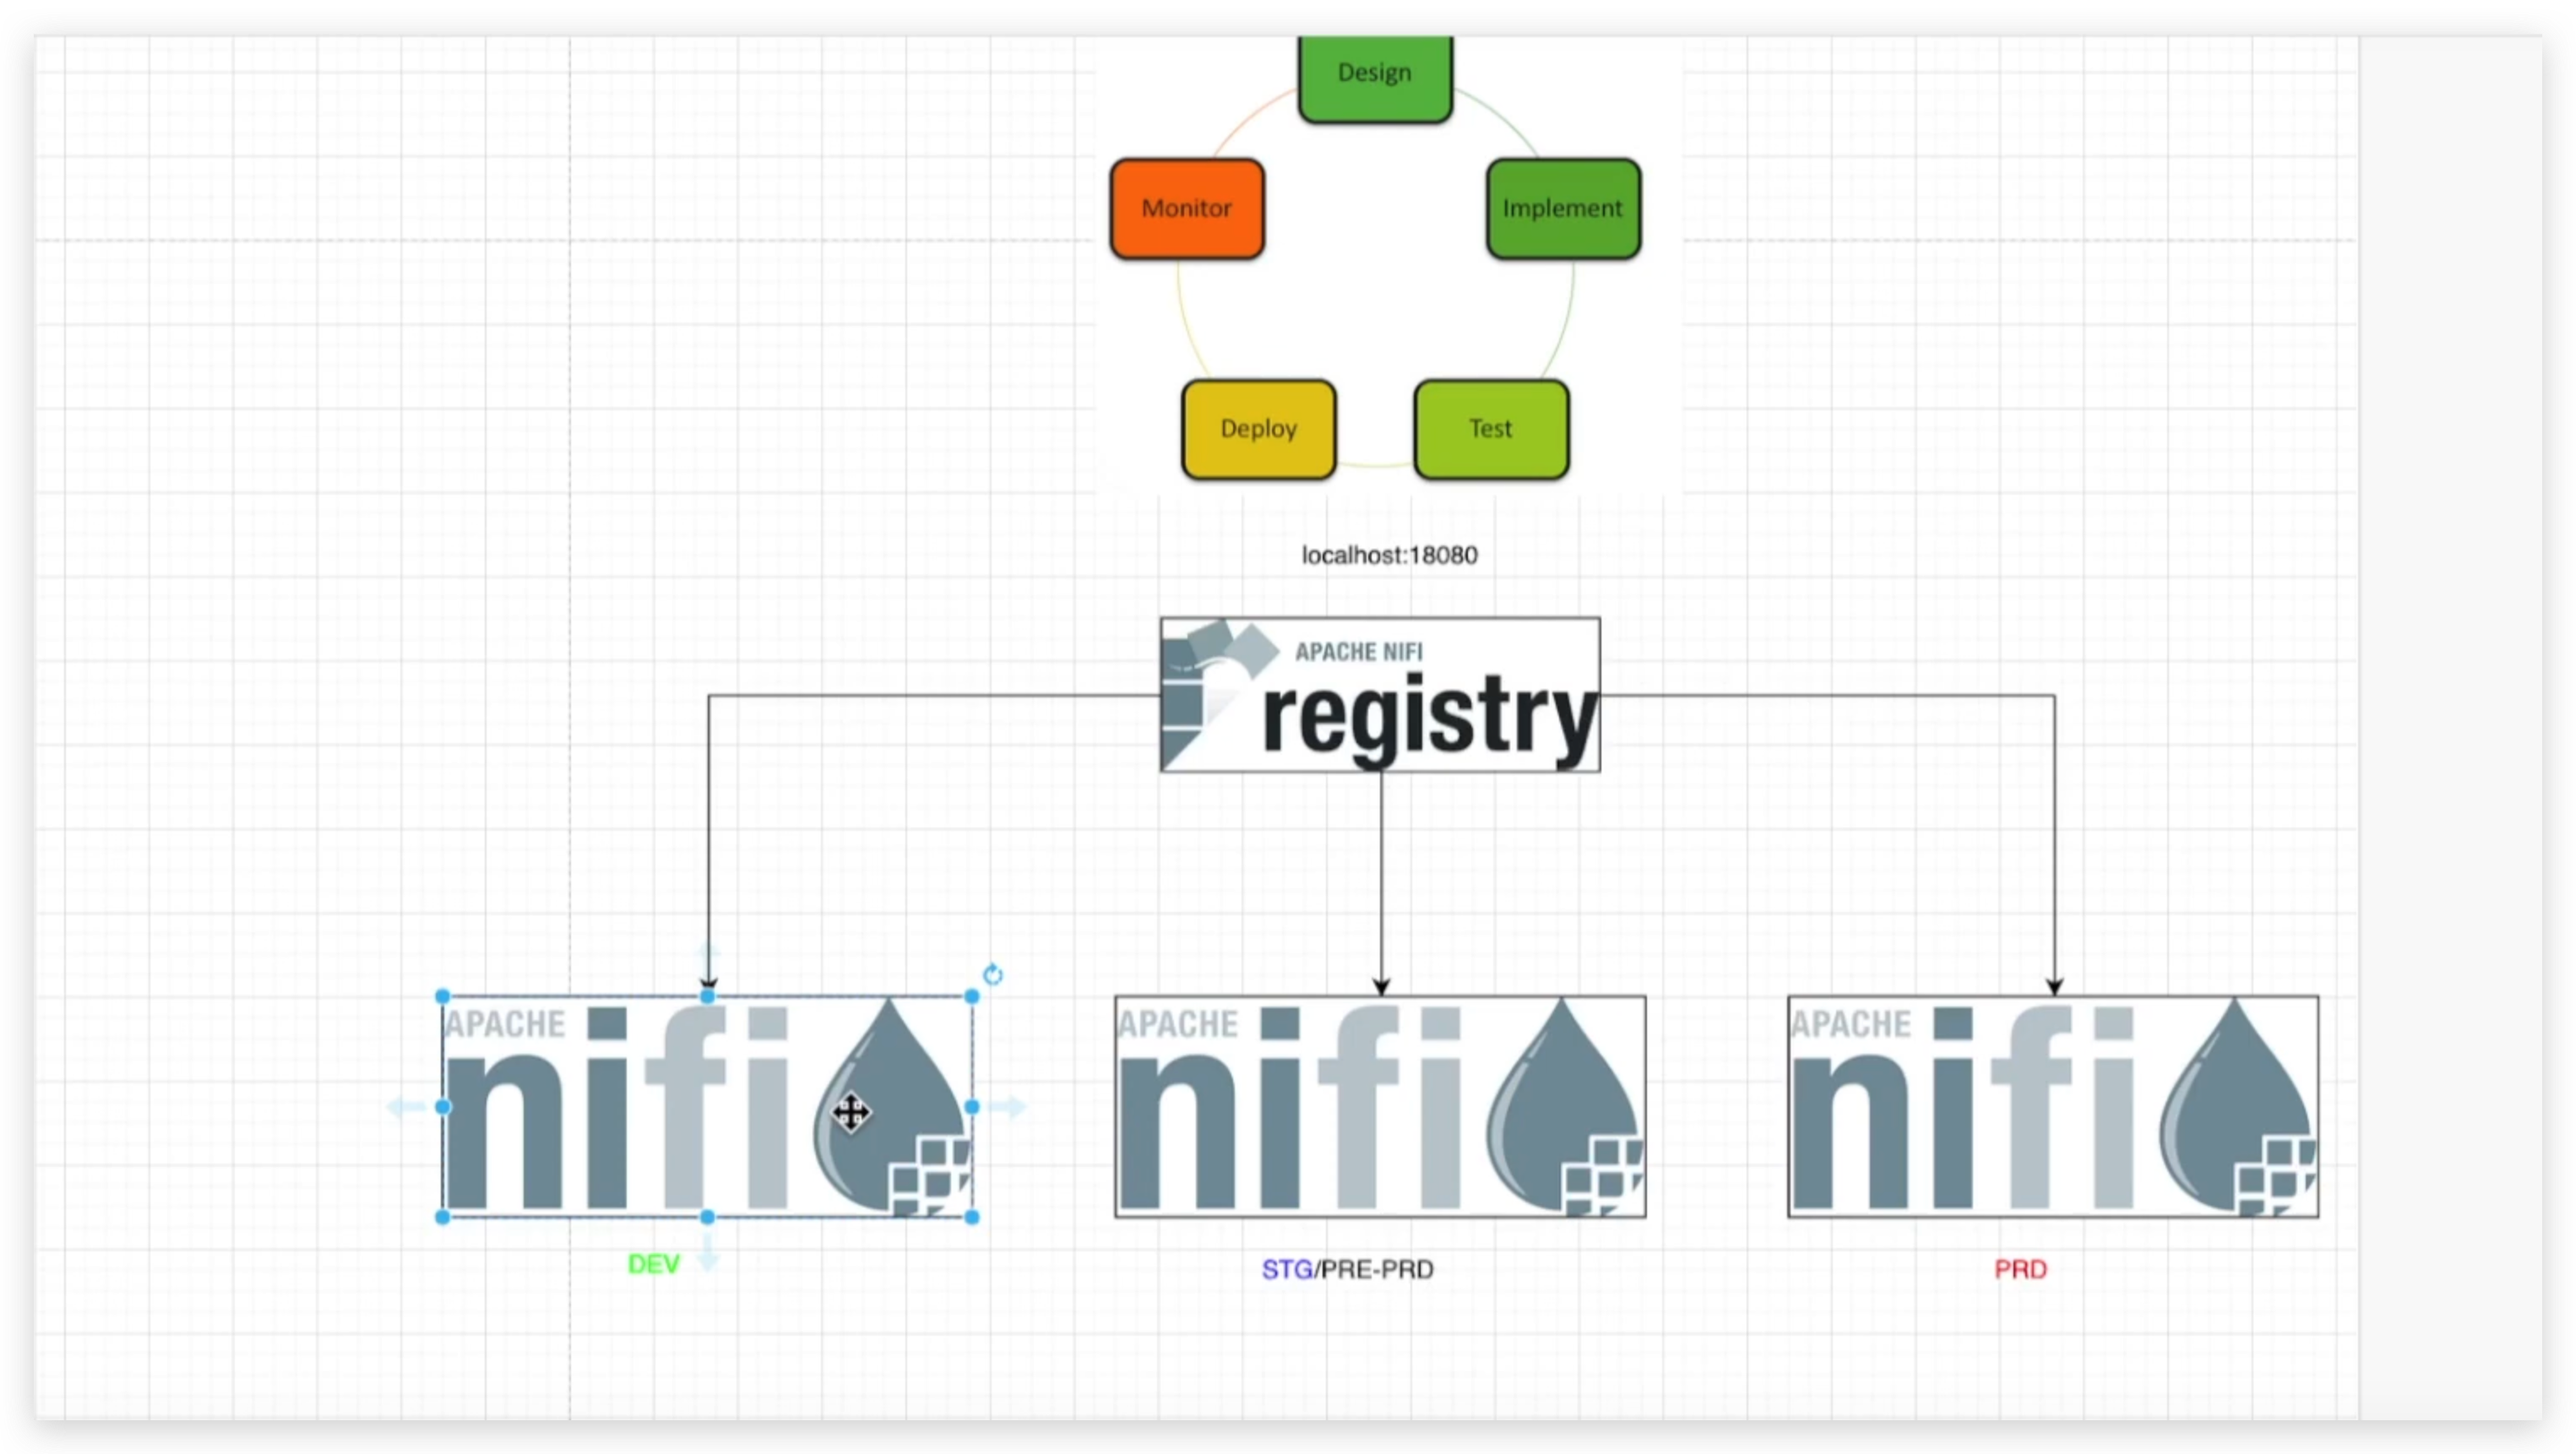 Design
Monitor
Implement
Deploy
Test
localhost:18080
APACHE NIFI
registry
APACHE
nifi
APACHE
nifi
APACHE
nifi
DEV
STG/PRE-PRD
PRD